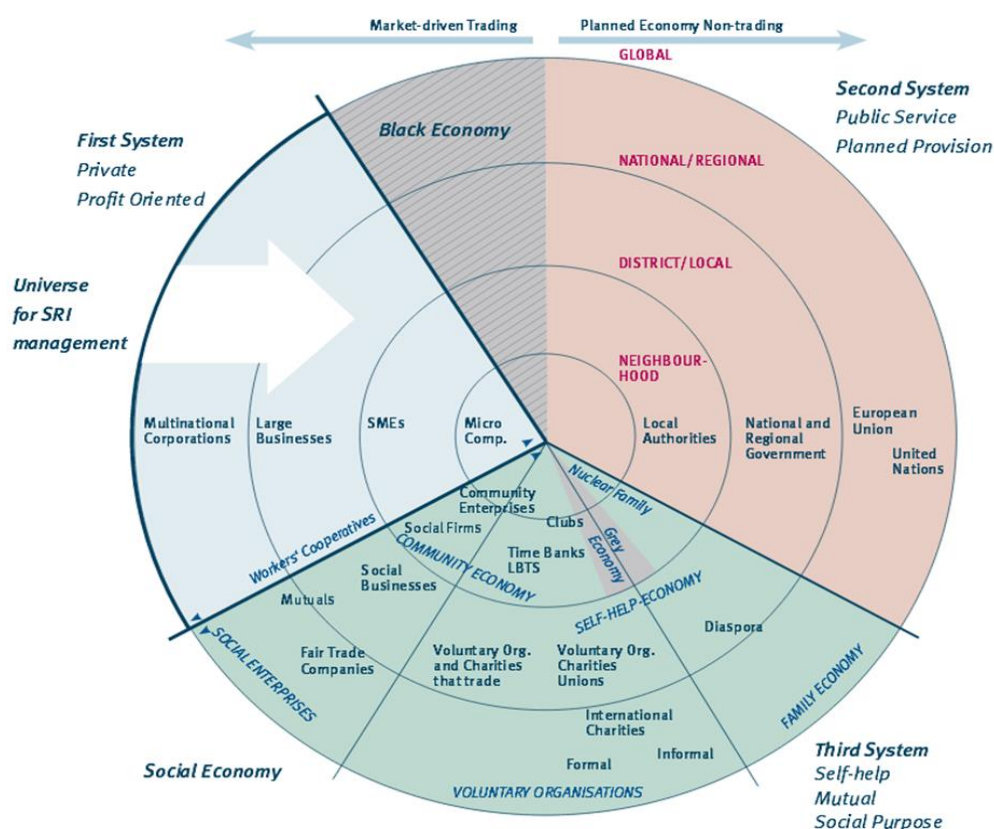 Market-driven Trading
Planned Economy Non-trading
GLOBAL
Second System
Public Service
Planned Provision
First System
Private
Profit Oriented
Black Economy
NATIONAL/REGIONAL
DISTRICT/LOCAL
Universe
for SRI
management
NEIGHBOUR-
HOOD
Multinational
Corporations
Large
Businesses
SMEs
Micro
Comp.
Local
Authorities
National and
Regional
Government
European
Union
United
Nations
Nuclear Family
Community
Enterprises
Social Firms
Clubs
Grey
Economy
Workers' Cooperatives
COMMUNITY ECONOMY
Time Banks
LBTS
Social
Businesses
SELF-HELP-ECONOMY
Mutuals
Diaspora
SOCIAL ENTERPRISES
Fair Trade
Companies
Voluntary Org.
and Charities
that trade
Voluntary Org.
Charities
Unions
FAMILY ECONOMY
International
Charities
Formal
Informal
VOLUNTARY ORGANISATIONS
Social Economy
Third System
Self-help
Mutual
Social Purpose